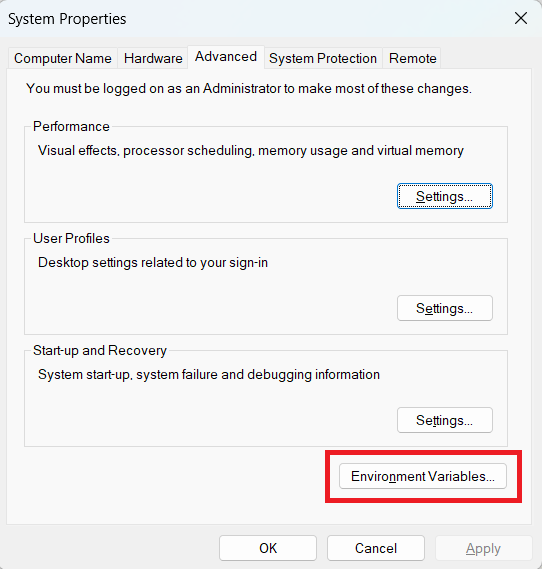 System Properties
Computer Name Hardware Advanced System Protection Remote
You must be logged on as an Administrator to make most of these changes.
Performance
Visual effects, processor scheduling, memory usage and virtual memory
Settings...
User Profiles
Desktop settings related to your sign-in
Settings...
Start-up and Recovery
System start-up, system failure and debugging information
Settings...
Environment Variables...
OK Cancel Apply